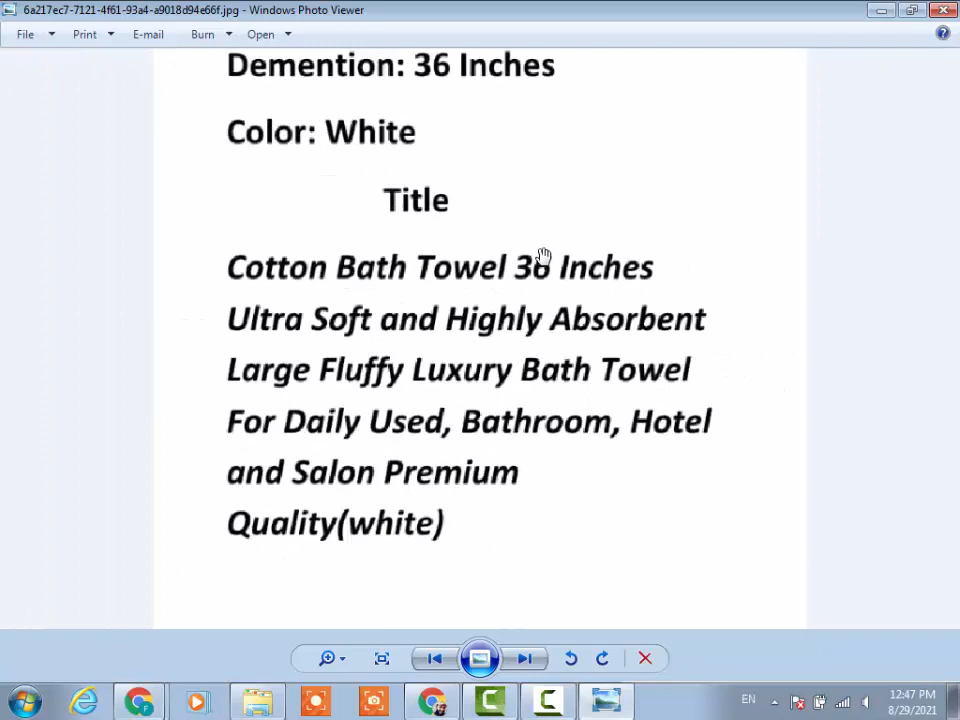 6a217ec7-7121-4f61-93a4-a9018d94e66f.jpg - Windows Photo Viewer
File Print E-mail Burn Open
Demention: 36 Inches
Color: White
Title
Cotton Bath Towel 36 Inches
Ultra Soft and Highly Absorbent
Large Fluffy Luxury Bath Towel
For Daily Used, Bathroom, Hotel
and Salon Premium
Quality(white)
EN
12:47 PM
8/29/2021